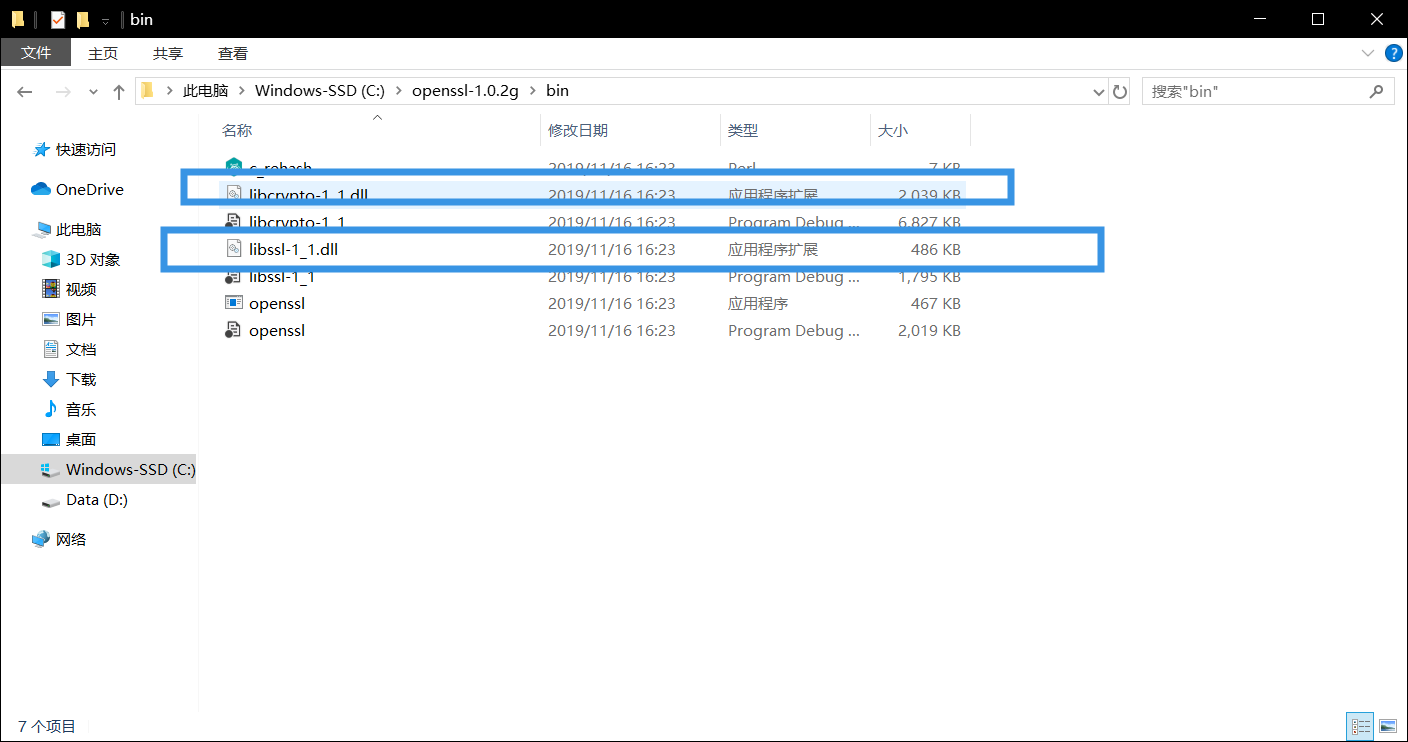 bin
文件 主页 共享 查看
此电脑 Windows-SSD (C:) openssl-1.0.2g bin 搜索"bin"
名称 修改日期 类型 大小
c_rehash 2019/11/16 16:23 Perl 7 KB
libcrypto-1_1.dll 2019/11/16 16:23 应用程序扩展 2,039 KB
libcrypto-1_1 2019/11/16 16:23 Program Debug ... 6,827 KB
libssl-1_1.dll 2019/11/16 16:23 应用程序扩展 486 KB
libssl-1_1 2019/11/16 16:23 Program Debug ... 1,795 KB
openssl 2019/11/16 16:23 应用程序 467 KB
openssl 2019/11/16 16:23 Program Debug ... 2,019 KB
快速访问
OneDrive
此电脑
3D 对象
视频
图片
文档
下载
音乐
桌面
Windows-SSD (C:)
Data (D:)
网络
7 个项目